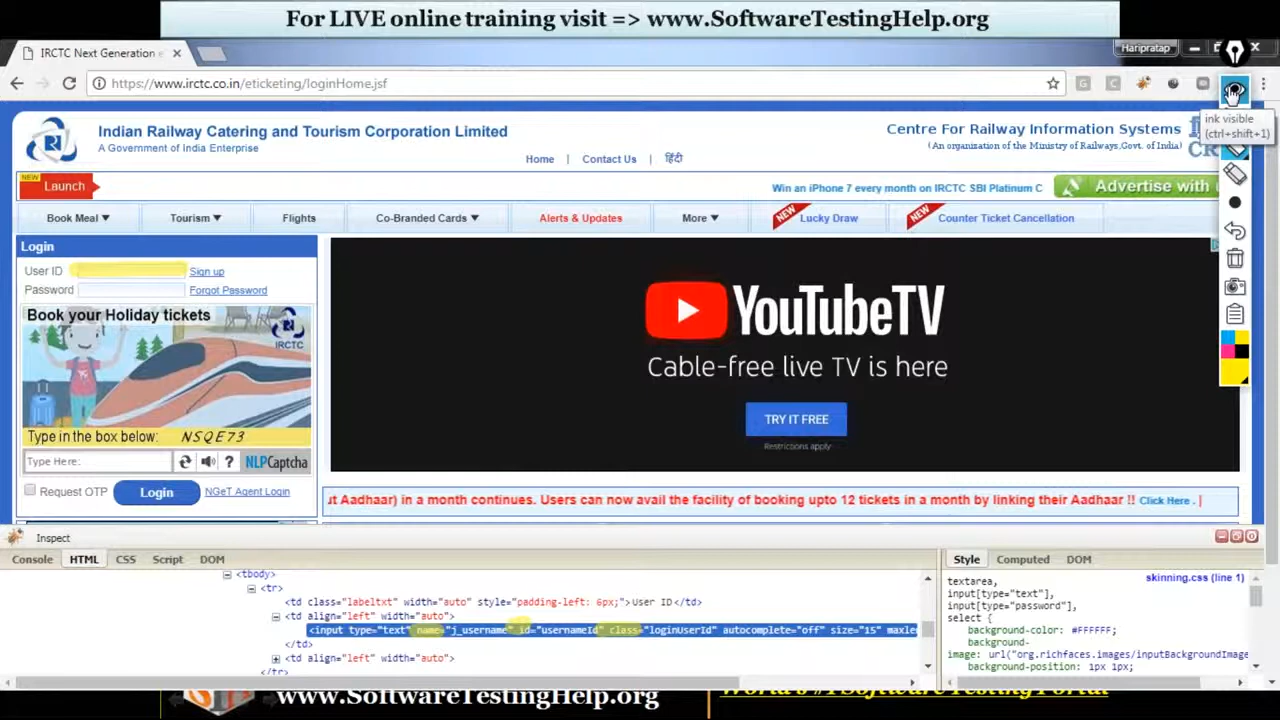 For LIVE online training visit => www.SoftwareTestingHelp.org
IRCTC Next Generation
Hariprata p
https://www.irctc.co.in/eticketing/loginHome.jsf
ink visible
(ctrl+shift+1)
Indian Railway Catering and Tourism Corporation Limited
A Government of India Enterprise
Centre For Railway Information Systems
(An organization of the Ministry of Railways,Govt. of India)
CR
Home | Contact Us | हिंदी
NEW
Launch
Win an iPhone 7 every month on IRCTC SBI Platinum C
Advertise with u
Book Meal ▼ Tourism ▼ Flights Co-Branded Cards ▼ Alerts & Updates More ▼ NEW Lucky Draw NEW Counter Ticket Cancellation
Login
User ID Sign up
Password Forgot Password
Book your Holiday tickets
IRCTC
Type in the box below: NSQE73
Type Here: ? NLPCaptcha
Request OTP Login NGeT Agent Login
YouTubeTV
Cable-free live TV is here
TRY IT FREE
Restrictions apply
ut Aadhaar) in a month continues. Users can now avail the facility of booking upto 12 tickets in a month by linking their Aadhaar !! Click Here . |
Inspect
Console HTML CSS Script DOM
<tbody>
<tr>
<td class="labeltxt" width="auto" style="padding-left: 6px;">User ID</td>
<td align="left" width="auto">
<input type="text" name="j_username" id="usernameId" class="loginUserId" autocomplete="off" size="15" maxle
</td>
<td align="left" width="auto">
</tr>
Style Computed DOM
skinning.css (line 1)
textarea,
input[type="text"],
input[type="password"],
select {
background-color: #FFFFFF;
background-
image: url("org.richfaces.images/inputBackgroundImage
background-position: 1px 1px;
www.SoftwareTestingHelp.org
World's #1 Software Testing Portal